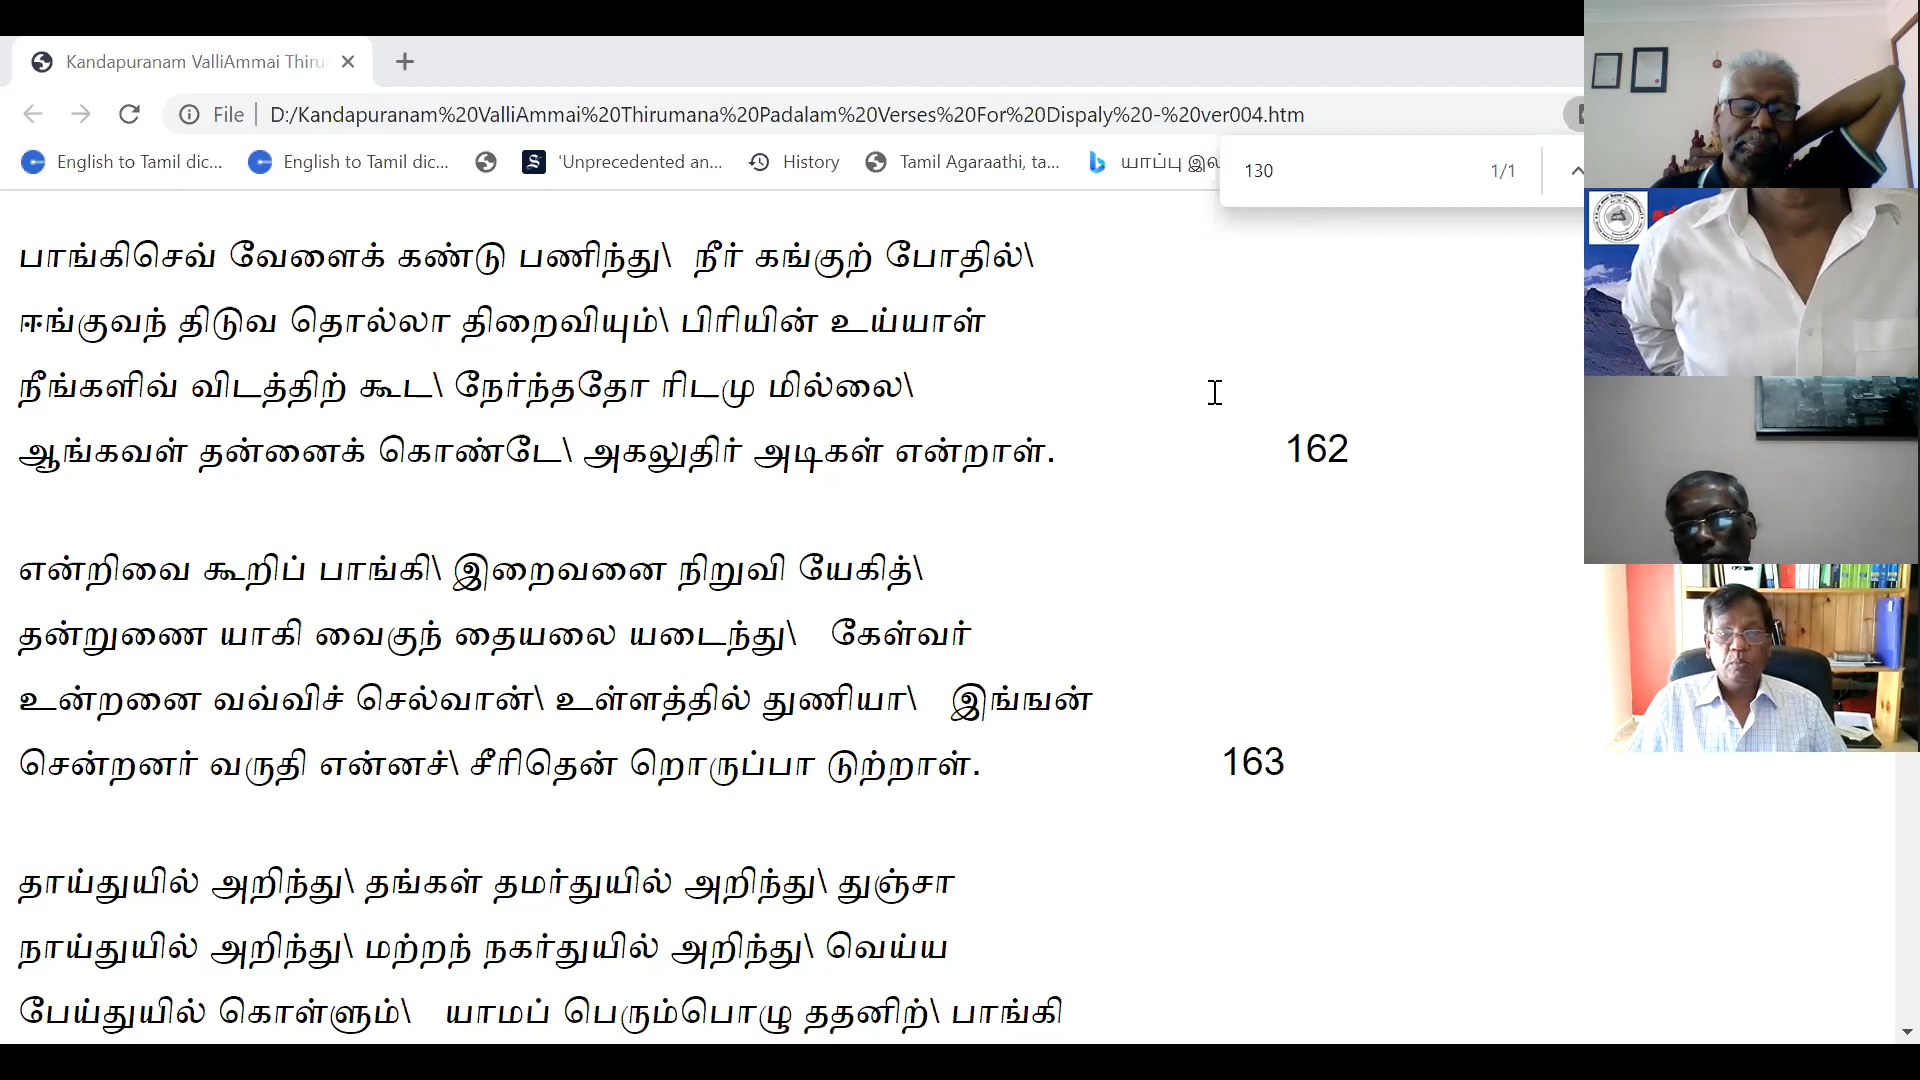 Kandapuranam ValliAmmai Thiru
File D:/Kandapuranam%20ValliAmmai%20Thirumana%20Padalam%20Verses%20For%20Dispaly%20-%20ver004.htm
English to Tamil dic... English to Tamil dic... 'Unprecedented an... History Tamil Agaraathi, ta... யாப்பு இல
130 1/1
பாங்கிசெவ் வேளைக் கண்டு பணிந்து\ நீர் கங்குற் போதில்\
ஈங்குவந் திடுவ தொல்லா திறைவியும்\ பிரியின் உய்யாள்
நீங்களிவ் விடத்திற் கூட\ நேர்ந்ததோ ரிடமு மில்லை\
ஆங்கவள் தன்னைக் கொண்டே\ அகலுதிர் அடிகள் என்றாள். 162
என்றிவை கூறிப் பாங்கி\ இறைவனை நிறுவி யேகித்\
தன்றுணை யாகி வைகுந் தையலை யடைந்து\ கேள்வர்
உன்றனை வவ்விச் செல்வான்\ உள்ளத்தில் துணியா\ இங்ஙன்
சென்றனர் வருதி என்னச்\ சீரிதென் றொருப்பா டுற்றாள். 163
தாய்துயில் அறிந்து\ தங்கள் தமர்துயில் அறிந்து\ துஞ்சா
நாய்துயில் அறிந்து\ மற்றந் நகர்துயில் அறிந்து\ வெய்ய
பேய்துயில் கொள்ளும்\ யாமப் பெரும்பொழு ததனிற்\ பாங்கி